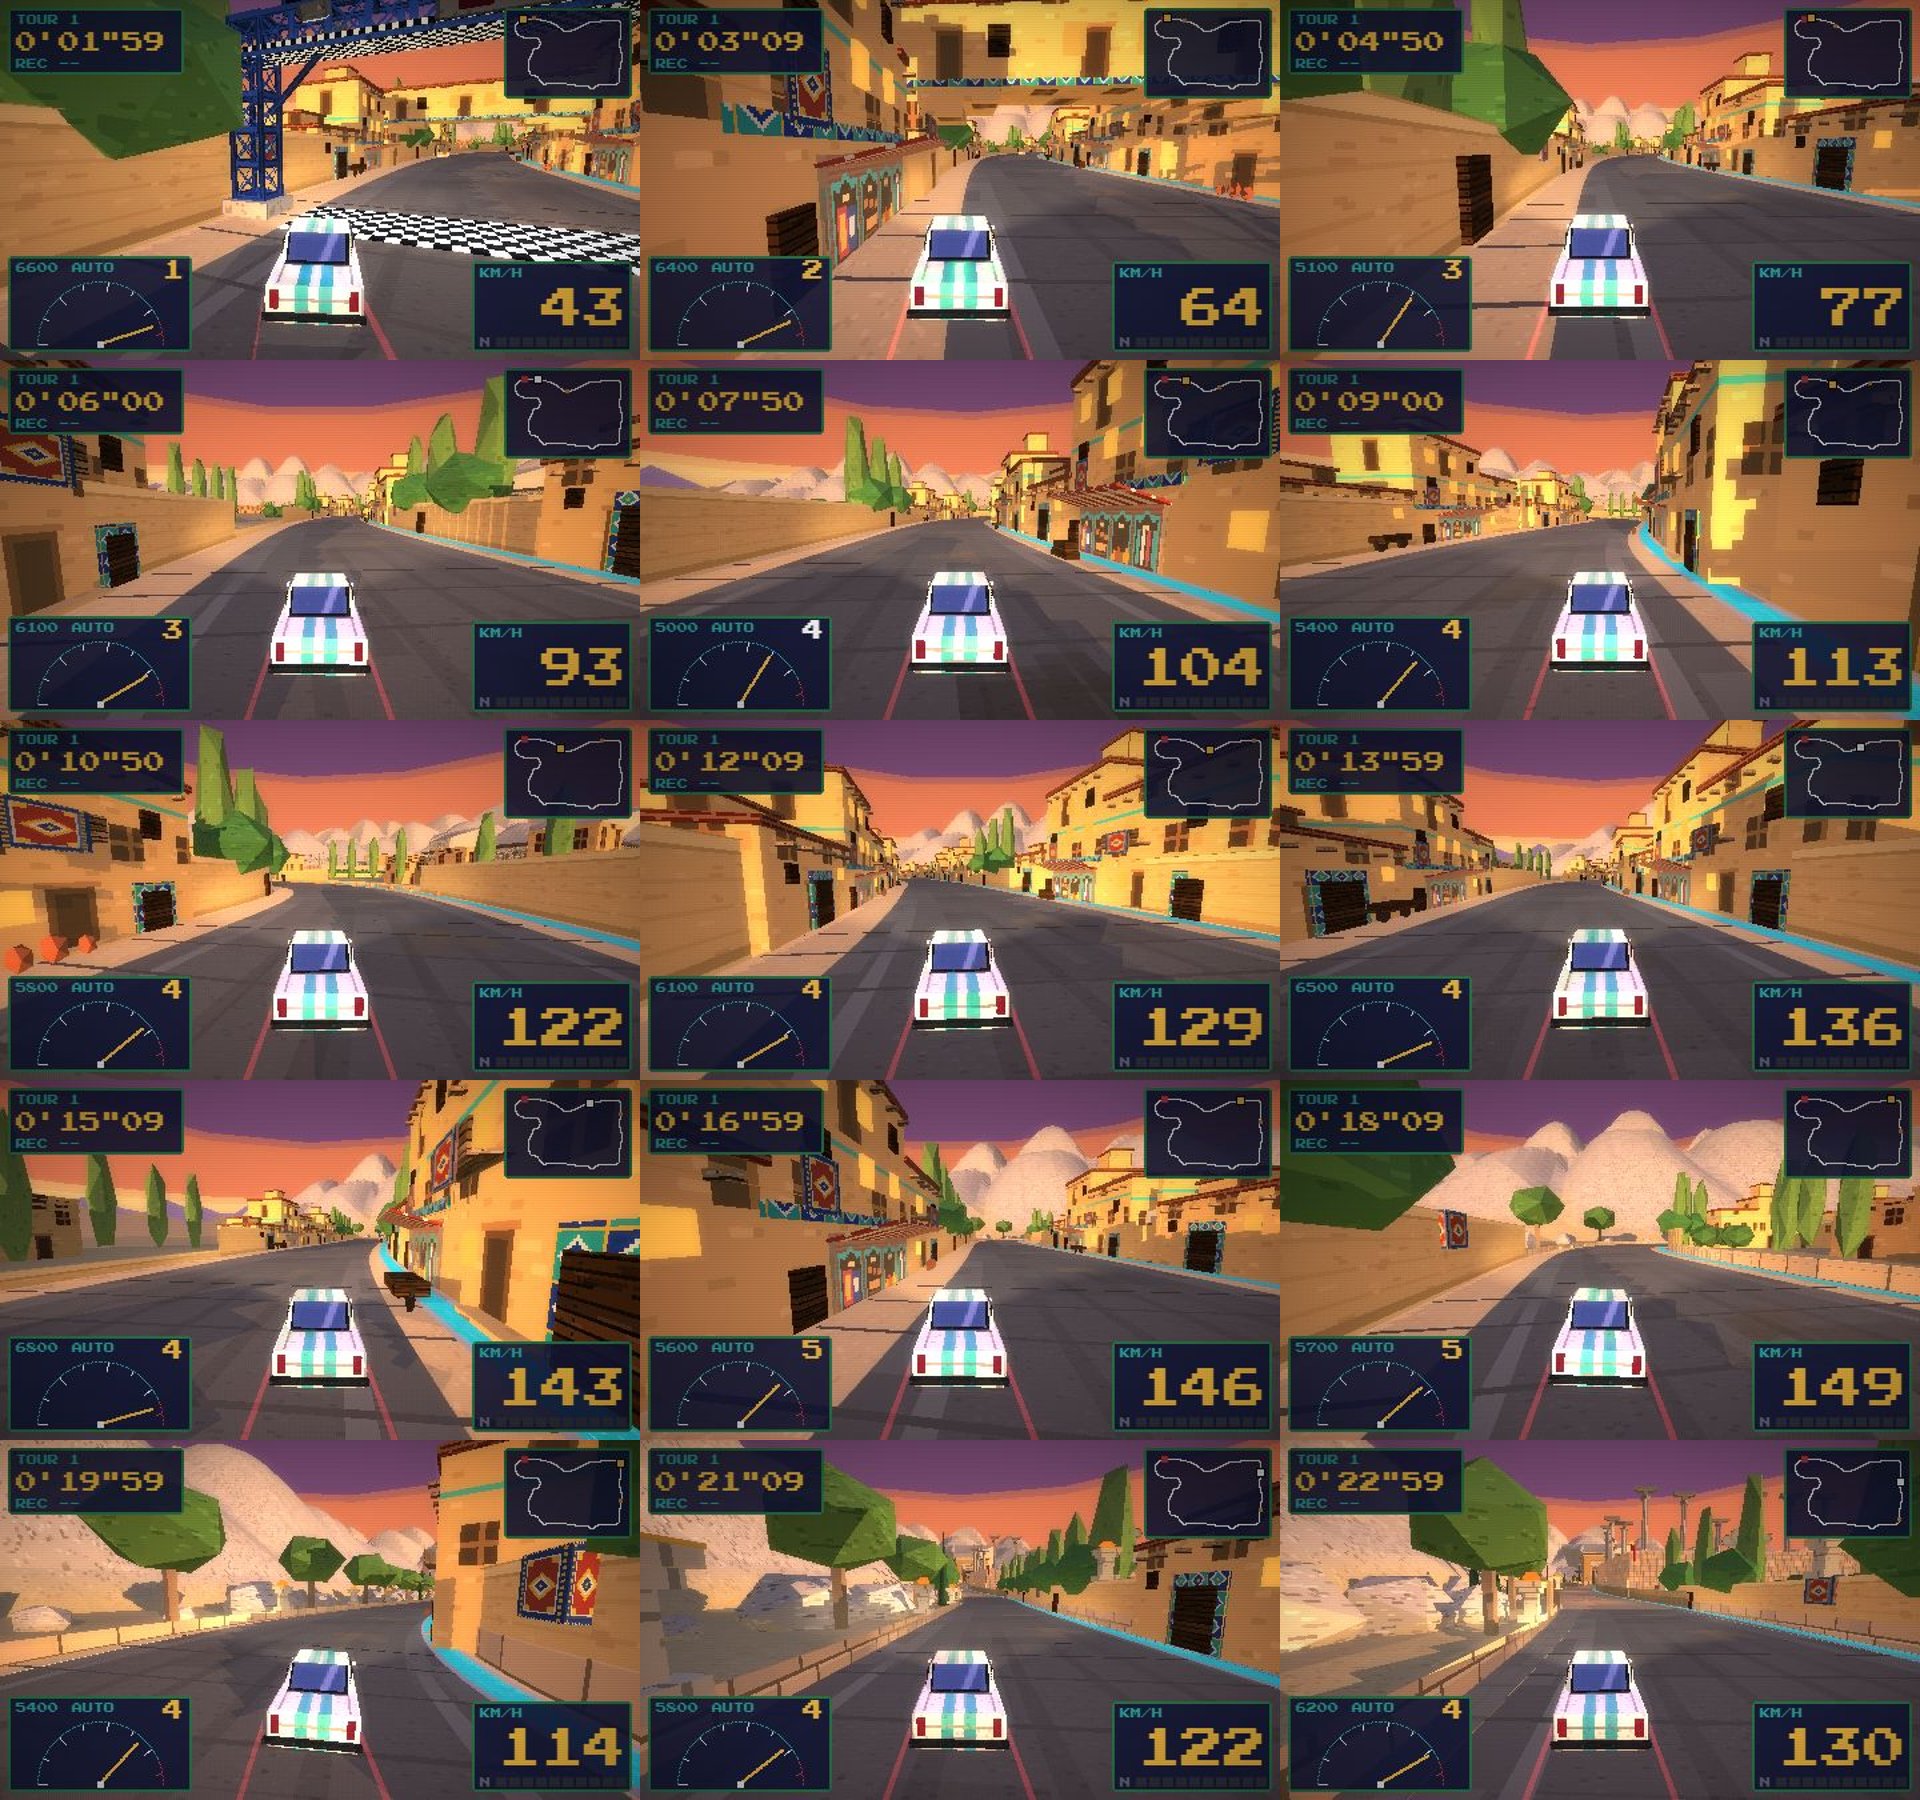 TOUR 1
0'01"59
REC --
6600 AUTO 1
KM/H
43
N
TOUR 1
0'03"09
REC --
6400 AUTO 2
KM/H
64
N
TOUR 1
0'04"50
REC --
5100 AUTO 3
KM/H
77
N
TOUR 1
0'06"00
REC --
6100 AUTO 3
KM/H
93
N
TOUR 1
0'07"50
REC --
5000 AUTO 4
KM/H
104
N
TOUR 1
0'09"00
REC --
5400 AUTO 4
KM/H
113
N
TOUR 1
0'10"50
REC --
5800 AUTO 4
KM/H
122
N
TOUR 1
0'12"09
REC --
6100 AUTO 4
KM/H
129
N
TOUR 1
0'13"59
REC --
6500 AUTO 4
KM/H
136
N
TOUR 1
0'15"09
REC --
6800 AUTO 4
KM/H
143
N
TOUR 1
0'16"59
REC --
5600 AUTO 5
KM/H
146
N
TOUR 1
0'18"09
REC --
5700 AUTO 5
KM/H
149
N
TOUR 1
0'19"59
REC --
5400 AUTO 4
KM/H
114
N
TOUR 1
0'21"09
REC --
5800 AUTO 4
KM/H
122
N
TOUR 1
0'22"59
REC --
6200 AUTO 4
KM/H
130
N